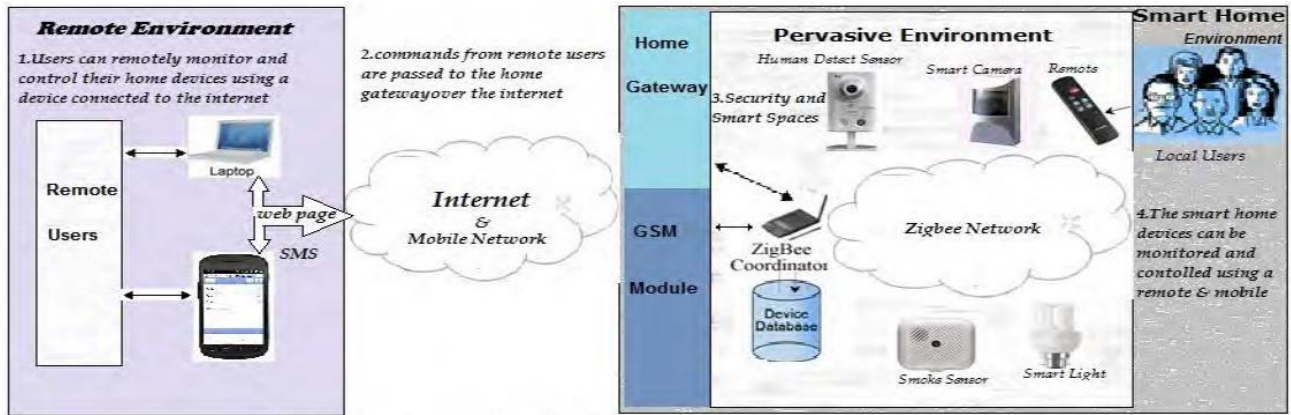 Remote Environment
1.Users can remotely monitor and
control their home devices using a
device connected to the internet
Remote
Users
Laptop
web page
SMS
2.commands from remote users
are passed to the home
gatewayover the internet
Internet
&
Mobile Network
Home
Gateway
GSM
Module
Pervasive Environment
Human Detect Sensor
Smart Camera
Remote
3.Security and
Smart Spaces
ZigBee
Coordinator
Device
Database
Zigbee Network
Smoke Sensor
Smart Light
Smart Home
Environment
Local Users
4.The smart home
devices can be
monitored and
contolled using a
remote & mobile